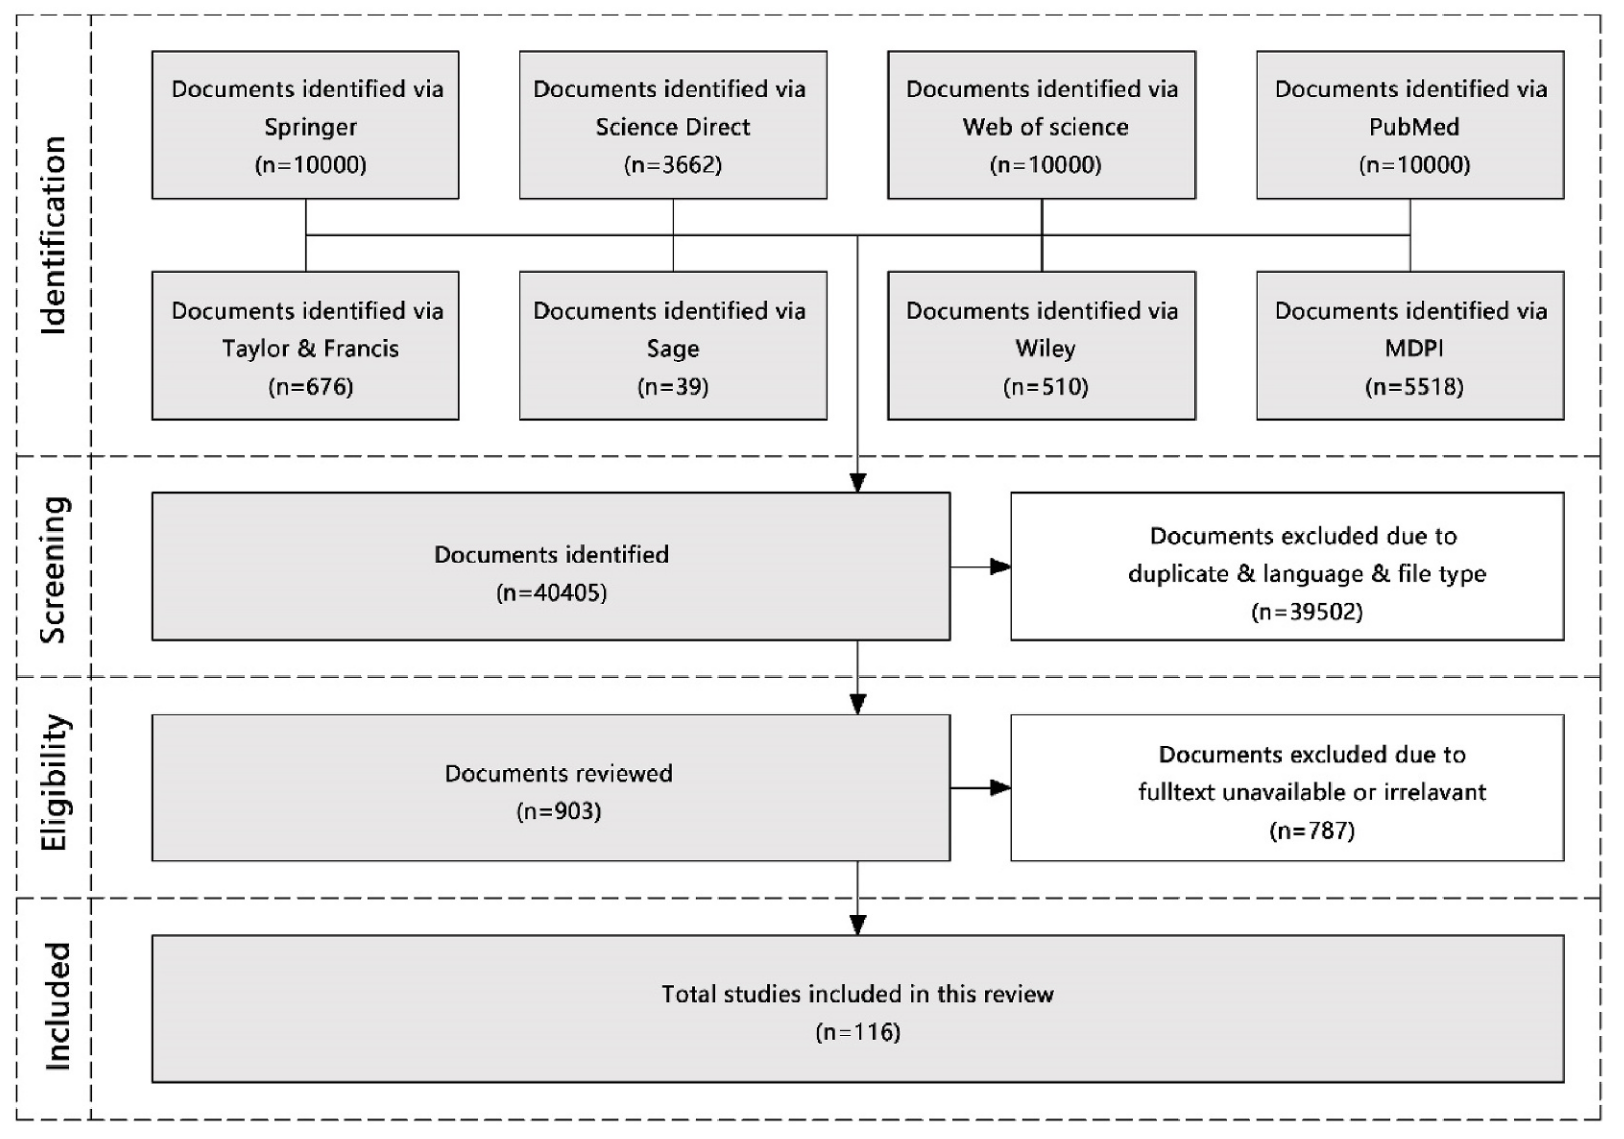 Identification
Documents identified via
Springer
(n=10000)
Documents identified via
Science Direct
(n=3662)
Documents identified via
Web of science
(n=10000)
Documents identified via
PubMed
(n=10000)
Documents identified via
Taylor & Francis
(n=676)
Documents identified via
Sage
(n=39)
Documents identified via
Wiley
(n=510)
Documents identified via
MDPI
(n=5518)
Screening
Documents identified
(n=40405)
Documents excluded due to
duplicate & language & file type
(n=39502)
Eligibility
Documents reviewed
(n=903)
Documents excluded due to
fulltext unavailable or irrelavant
(n=787)
Included
Total studies included in this review
(n=116)